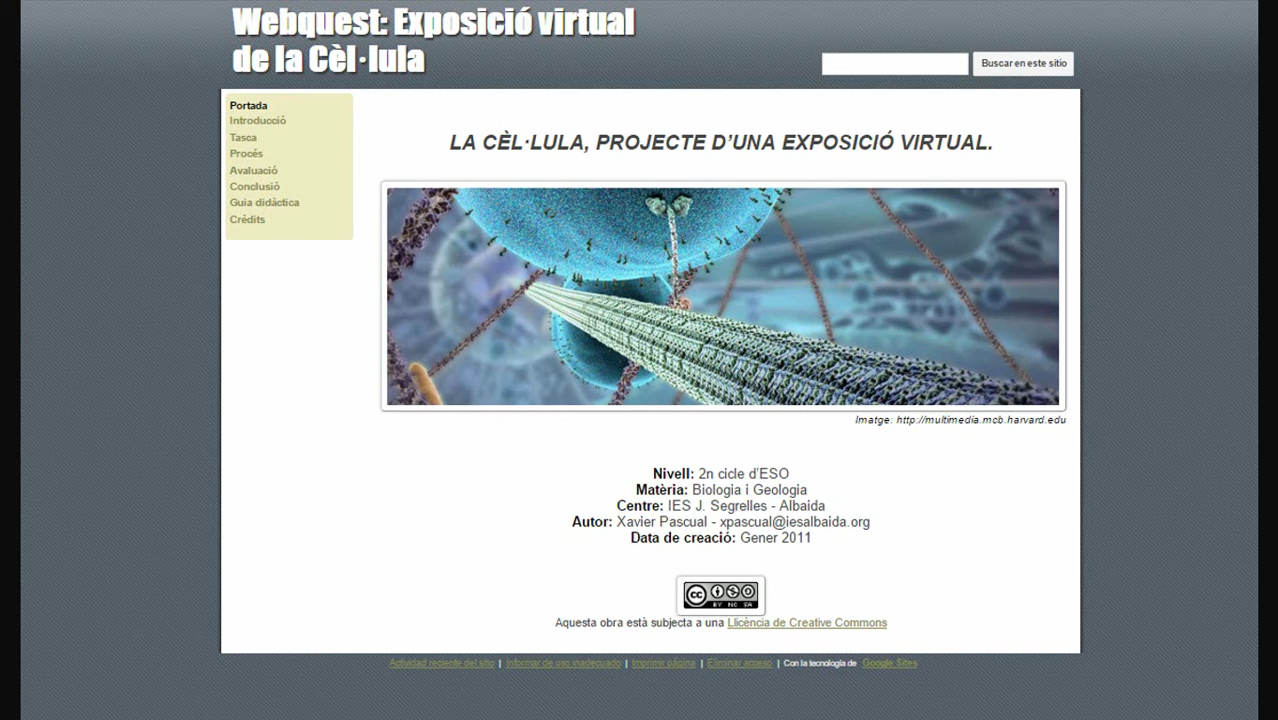 Webquest: Exposició virtual
de la Cèl·lula
Buscar en este sitio
Portada
Introducció
Tasca
Procés
Avaluació
Conclusió
Guia didàctica
Crèdits
LA CÈL·LULA, PROJECTE D'UNA EXPOSICIÓ VIRTUAL.
Imatge: http://multimedia.mcb.harvard.edu
Nivell: 2n cicle d'ESO
Matèria: Biologia i Geologia
Centre: IES J. Segrelles - Albaida
Autor: Xavier Pascual - xpascual@iesalbaida.org
Data de creació: Gener 2011
cc BY NC SA
Aquesta obra està subjecta a una Llicència de Creative Commons
Actividad reciente del sitio | Informar de uso inadecuado | Imprimir página | Eliminar acceso | Con la tecnología de Google Sites